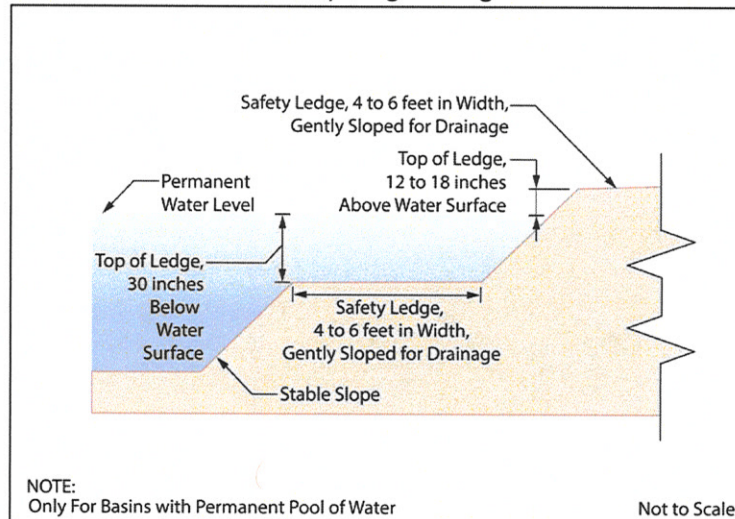 Safety Ledge, 4 to 6 feet in Width,
Gently Sloped for Drainage
Top of Ledge,
12 to 18 inches
Above Water Surface
Permanent
Water Level
Top of Ledge,
30 inches
Below
Water
Surface
Safety Ledge,
4 to 6 feet in Width,
Gently Sloped for Drainage
Stable Slope
NOTE:
Only For Basins with Permanent Pool of Water
Not to Scale